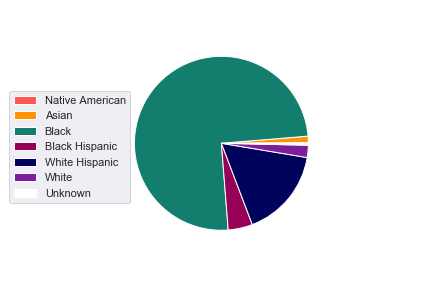 Native American
Asian
Black
Black Hispanic
White Hispanic
White
Unknown